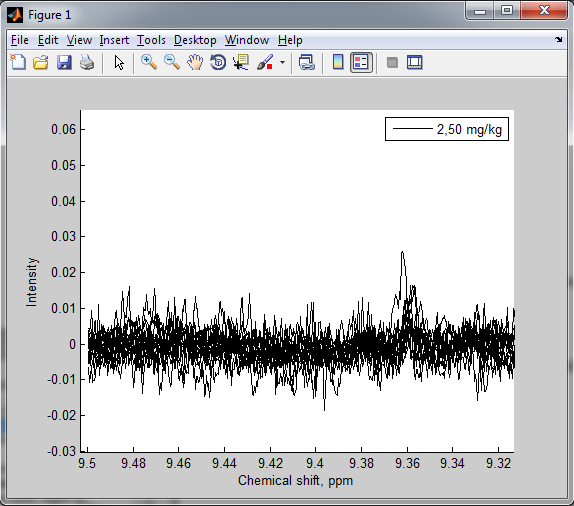 Figure 1
File Edit View Insert Tools Desktop Window Help
2,50 mg/kg
0.06
0.05
0.04
0.03
0.02
0.01
0
-0.01
-0.02
-0.03
Intensity
9.5 9.48 9.46 9.44 9.42 9.4 9.38 9.36 9.34 9.32
Chemical shift, ppm